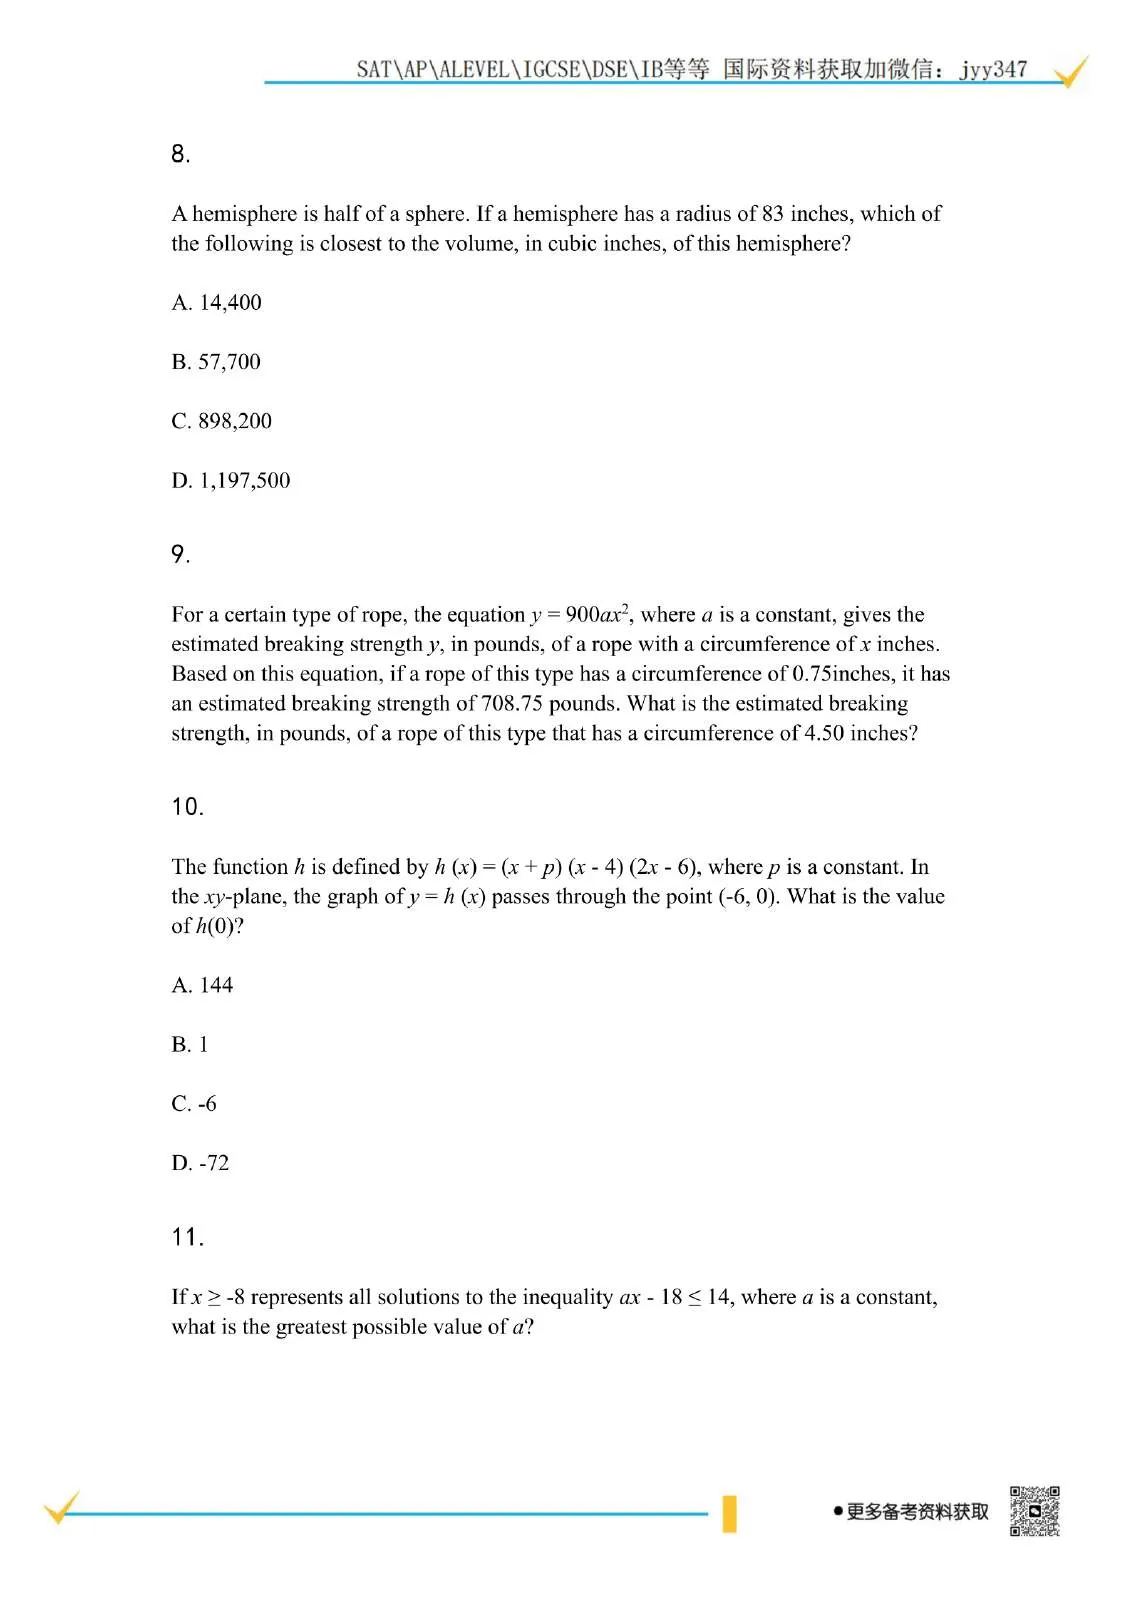 SAT\AP\ALEVEL\IGCSE\DSE\IB等等 国际资料获取加微信：jyy347
8.
A hemisphere is half of a sphere. If a hemisphere has a radius of 83 inches, which of
the following is closest to the volume, in cubic inches, of this hemisphere?
A. 14,400
B. 57,700
C. 898,200
D. 1,197,500
9.
For a certain type of rope, the equation y = 900ax², where a is a constant, gives the
estimated breaking strength y, in pounds, of a rope with a circumference of x inches.
Based on this equation, if a rope of this type has a circumference of 0.75inches, it has
an estimated breaking strength of 708.75 pounds. What is the estimated breaking
strength, in pounds, of a rope of this type that has a circumference of 4.50 inches?
10.
The function h is defined by h (x) = (x + p) (x - 4) (2x - 6), where p is a constant. In
the xy-plane, the graph of y = h (x) passes through the point (-6, 0). What is the value
of h(0)?
A. 144
B. 1
C. -6
D. -72
11.
If x ≥ -8 represents all solutions to the inequality ax - 18 ≤ 14, where a is a constant,
what is the greatest possible value of a?
●更多备考资料获取